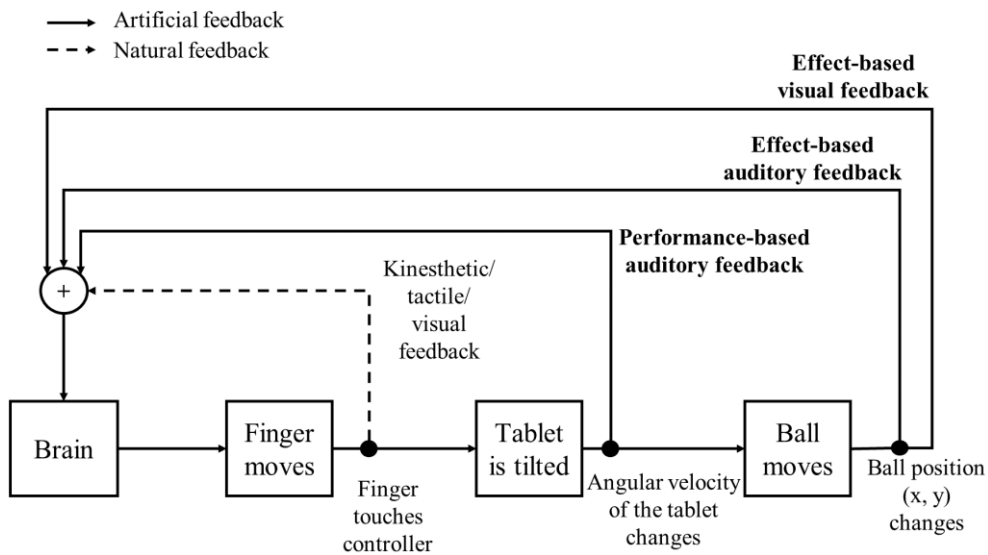 Artificial feedback
Natural feedback
Effect-based
visual feedback
Effect-based
auditory feedback
Performance-based
auditory feedback
Kinesthetic/
tactile/
visual
feedback
+
Brain
Finger
moves
Tablet
is tilted
Ball
moves
Finger
touches
controller
Angular velocity
of the tablet
changes
Ball position
(x, y)
changes